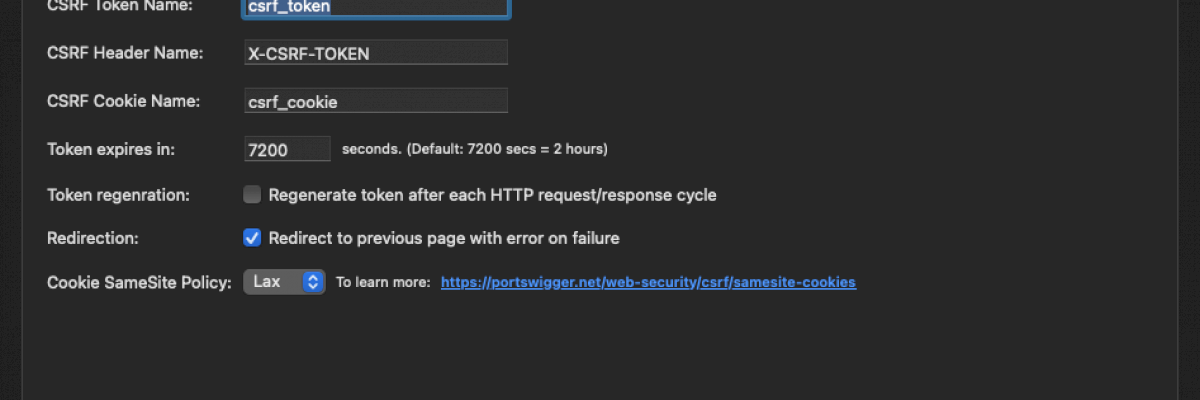 CSRF Token Name: csrf_token
CSRF Header Name: X-CSRF-TOKEN
CSRF Cookie Name: csrf_cookie
Token expires in: 7200 seconds. (Default: 7200 secs = 2 hours)
Token regenration: Regenerate token after each HTTP request/response cycle
Redirection: Redirect to previous page with error on failure
Cookie SameSite Policy: Lax To learn more: https://portswigger.net/web-security/csrf/samesite-cookies